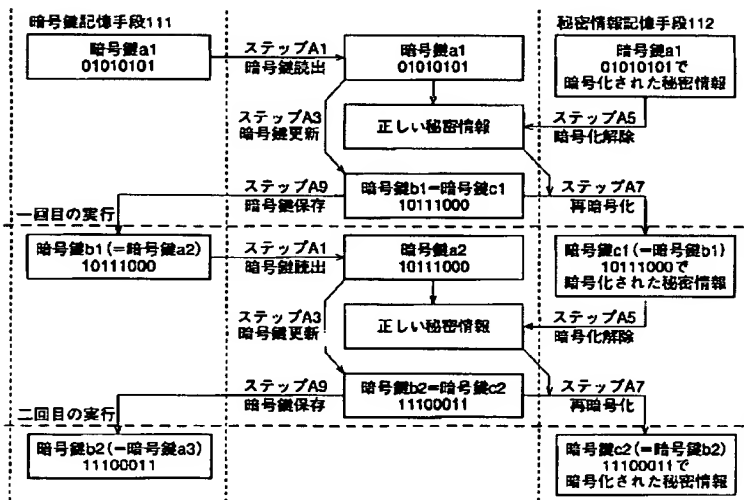 暗号鍵記憶手段111
秘密情報記憶手段112
暗号鍵a1
01010101
ステップA1
暗号鍵読出
暗号鍵a1
01010101
暗号鍵a1
01010101で
暗号化された秘密情報
ステップA3
暗号鍵更新
正しい秘密情報
ステップA5
暗号化解除
ステップA9
暗号鍵保存
暗号鍵b1=暗号鍵c1
10111000
ステップA7
再暗号化
一回目の実行
暗号鍵b1(=暗号鍵a2)
10111000
ステップA1
暗号鍵読出
暗号鍵a2
10111000
暗号鍵c1(=暗号鍵b1)
10111000で
暗号化された秘密情報
ステップA3
暗号鍵更新
正しい秘密情報
ステップA5
暗号化解除
ステップA9
暗号鍵保存
暗号鍵b2=暗号鍵c2
11100011
ステップA7
再暗号化
二回目の実行
暗号鍵b2(=暗号鍵a3)
11100011
暗号鍵c2(=暗号鍵b2)
11100011で
暗号化された秘密情報